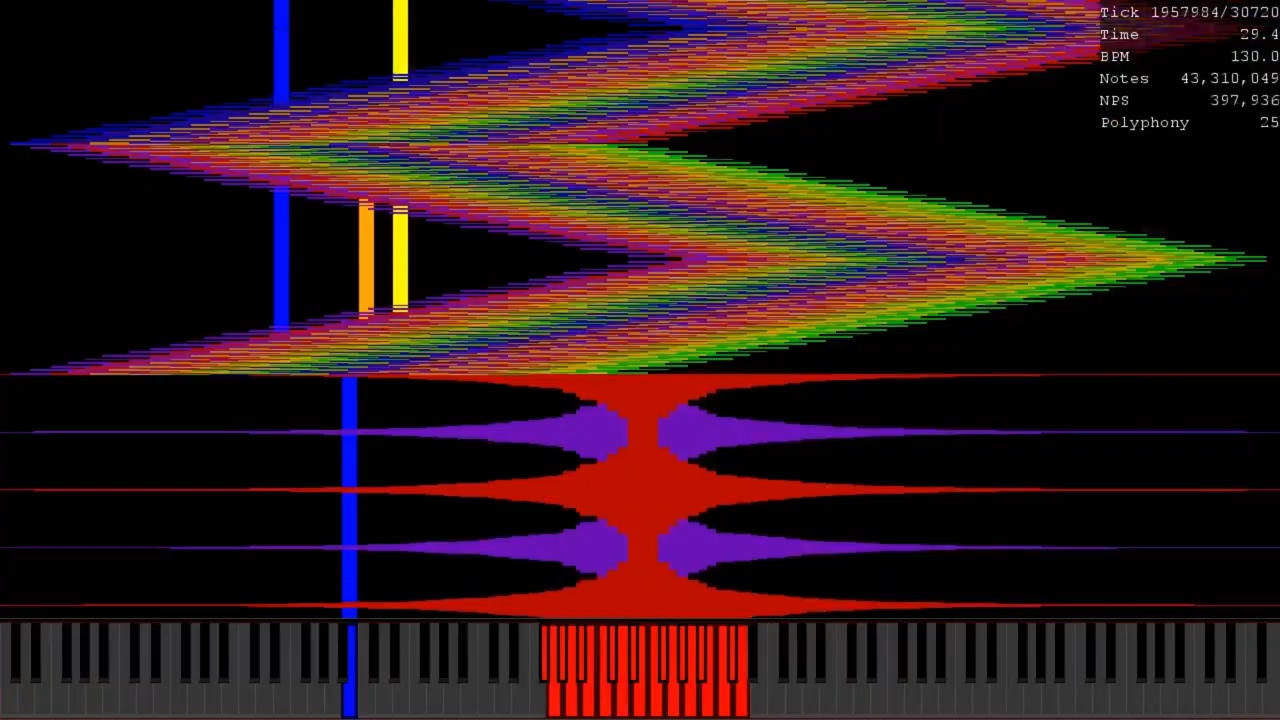 Tick 1957984/30720
Time 29.4
BPM 130.0
Notes 43,310,049
NPS 397,936
Polyphony 25